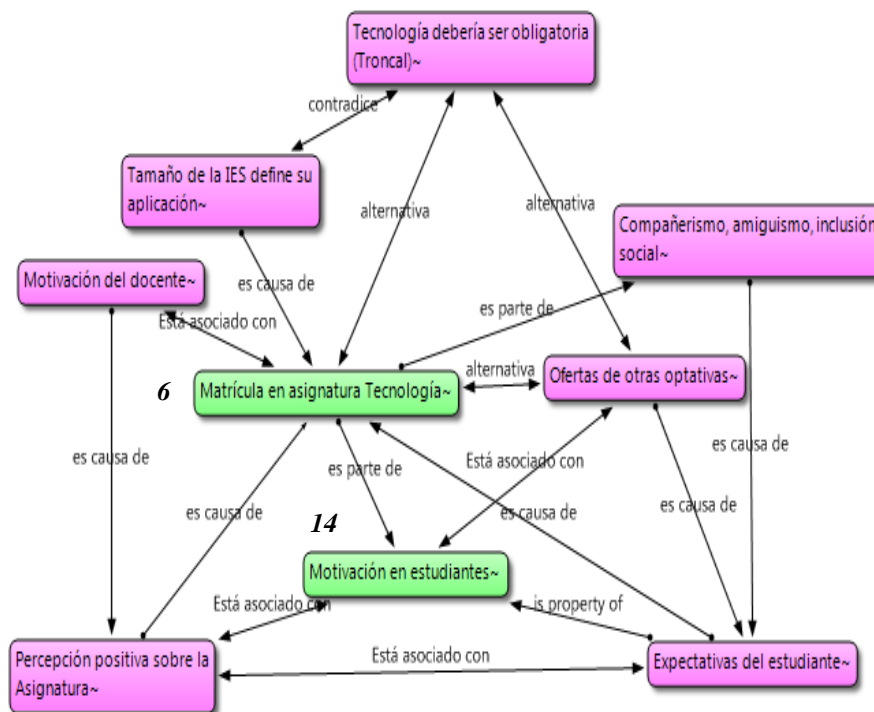 Tecnología debería ser obligatoria
(Troncal)~
contradice
Tamaño de la IES define su
aplicación~
alternativa
alternativa
Compañerismo, amiguismo, inclusión
social~
Motivación del docente~
es causa de
es parte de
Está asociado con
alternativa
Ofertas de otras optativas~
6
Matrícula en asignatura Tecnología~
es causa de
es parte de
Está asociado con
es causa de
es causa de
es causa de
es causa de
14
Motivación en estudiantes~
Está asociado con
is property of
Percepción positiva sobre la
Asignatura~
Está asociado con
Expectativas del estudiante~